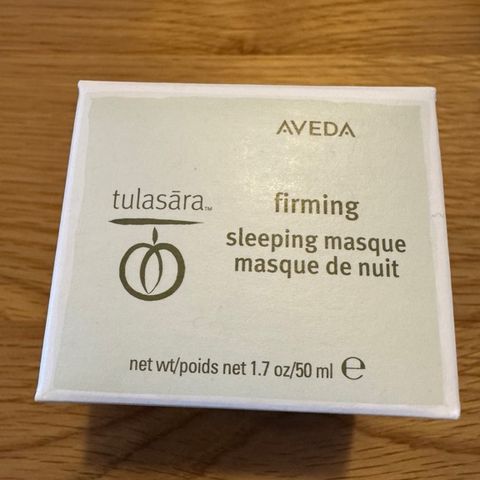 AVEDA
tulasāra™
firming
sleeping masque
masque de nuit
net wt/poids net 1.7 oz/50 ml ℮